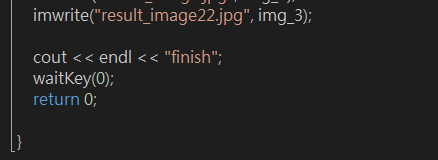 imwrite("result_image22.jpg", img_3);
cout << endl << "finish";
waitKey(0);
return 0;
}